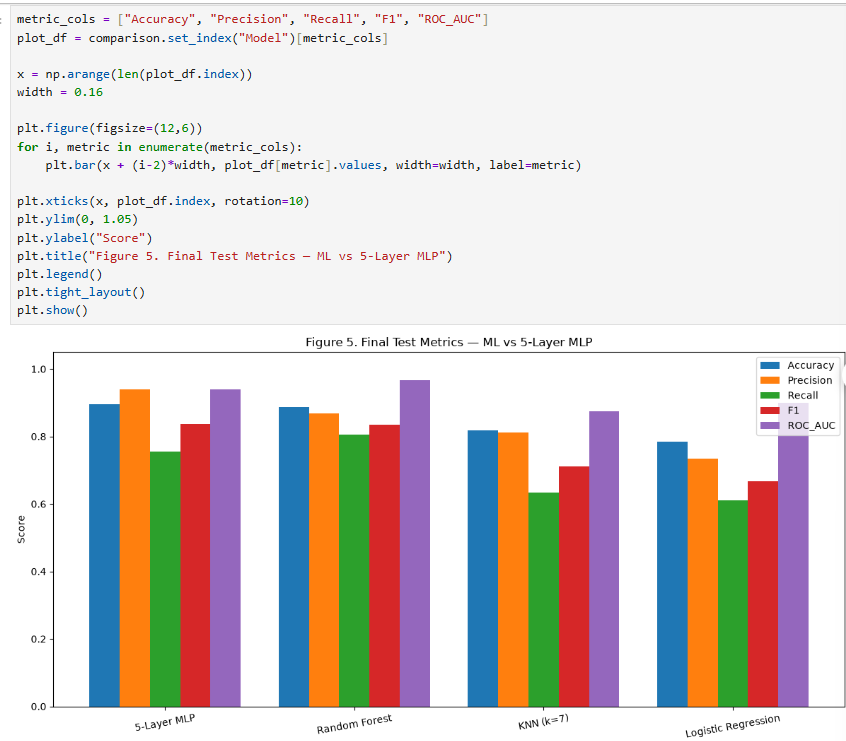 metric_cols = ["Accuracy", "Precision", "Recall", "F1", "ROC_AUC"]
plot_df = comparison.set_index("Model")[metric_cols]
x = np.arange(len(plot_df.index))
width = 0.16
plt.figure(figsize=(12,6))
for i, metric in enumerate(metric_cols):
    plt.bar(x + (i-2)*width, plot_df[metric].values, width=width, label=metric)
plt.xticks(x, plot_df.index, rotation=10)
plt.ylim(0, 1.05)
plt.ylabel("Score")
plt.title("Figure 5. Final Test Metrics — ML vs 5-Layer MLP")
plt.legend()
plt.tight_layout()
plt.show()
Figure 5. Final Test Metrics — ML vs 5-Layer MLP
Accuracy
Precision
Recall
F1
ROC_AUC
1.0
0.8
0.6
0.4
0.2
0.0
Score
5-Layer MLP
Random Forest
KNN (k=7)
Logistic Regression